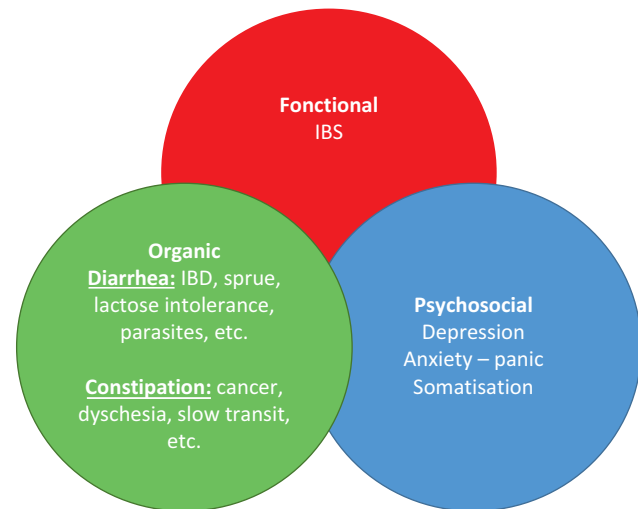 Fonctional
IBS
Organic
Diarrhea: IBD, sprue,
lactose intolerance,
parasites, etc.
Constipation: cancer,
dyschesia, slow transit,
etc.
Psychosocial
Depression
Anxiety – panic
Somatisation